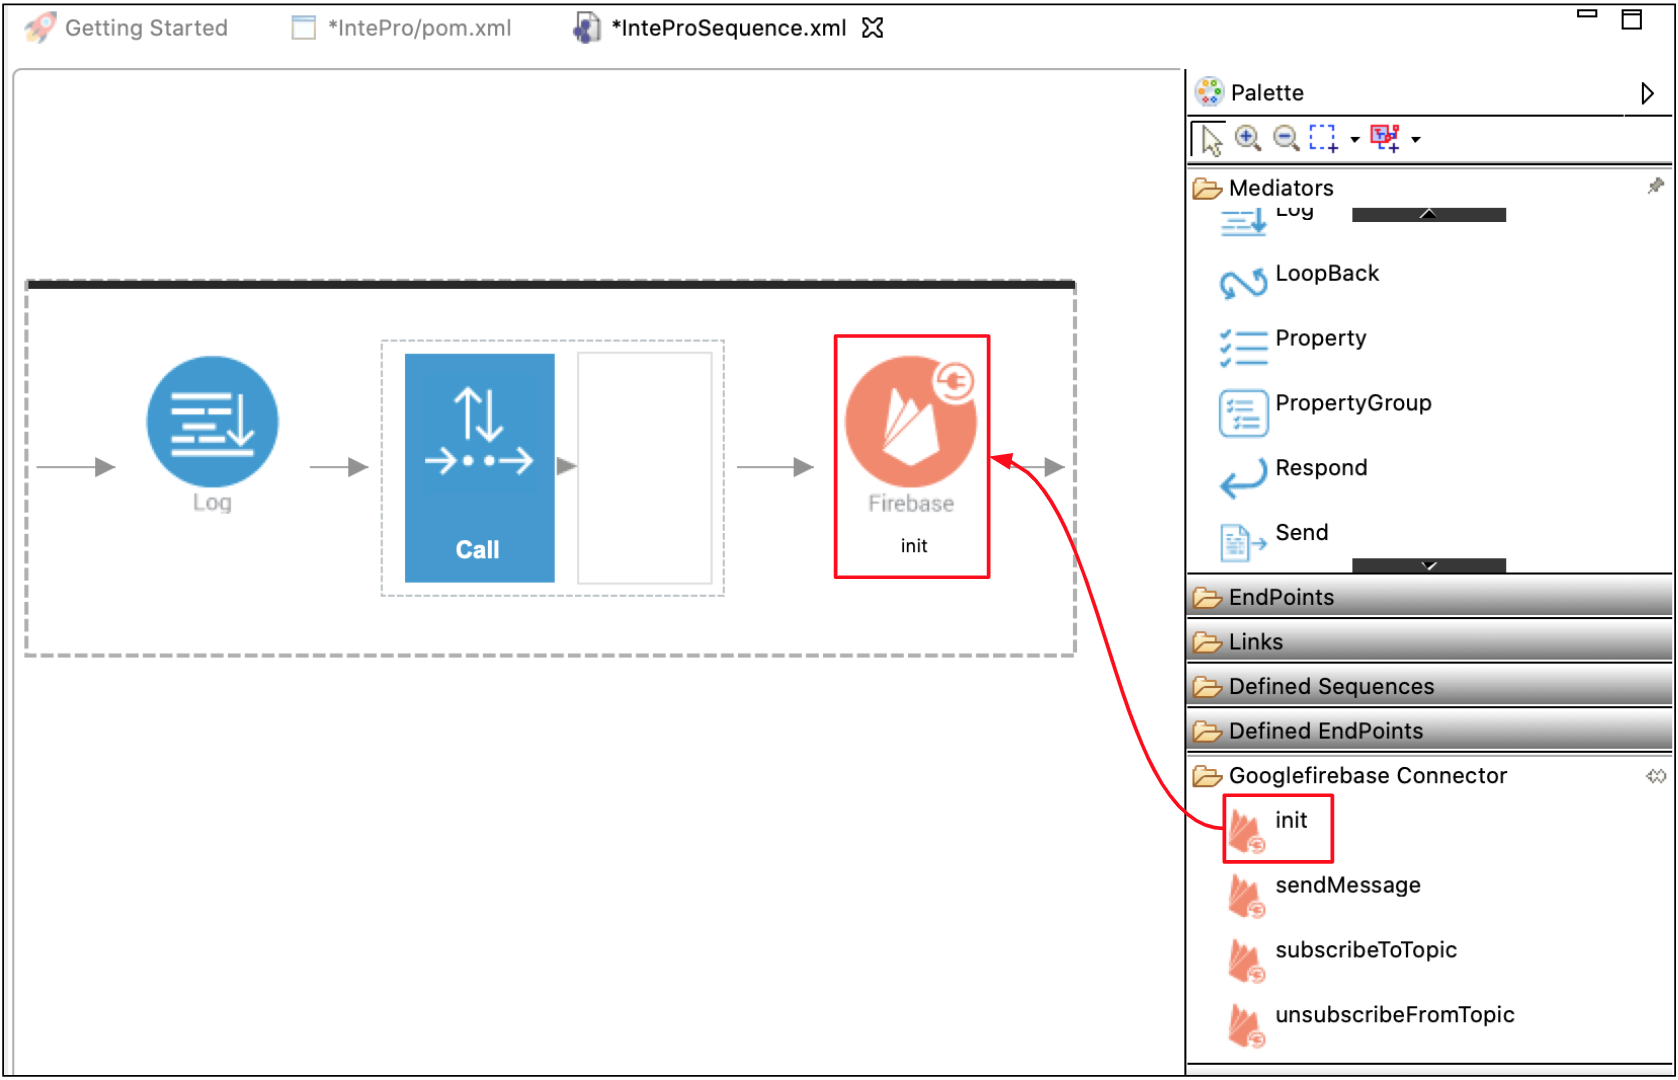 Getting Started
*IntePro/pom.xml
*InteProSequence.xml
Palette
Mediators
Log
LoopBack
Property
PropertyGroup
Respond
Send
EndPoints
Links
Defined Sequences
Defined EndPoints
Googlefirebase Connector
init
sendMessage
subscribeToTopic
unsubscribeFromTopic
Log
Call
Firebase
init